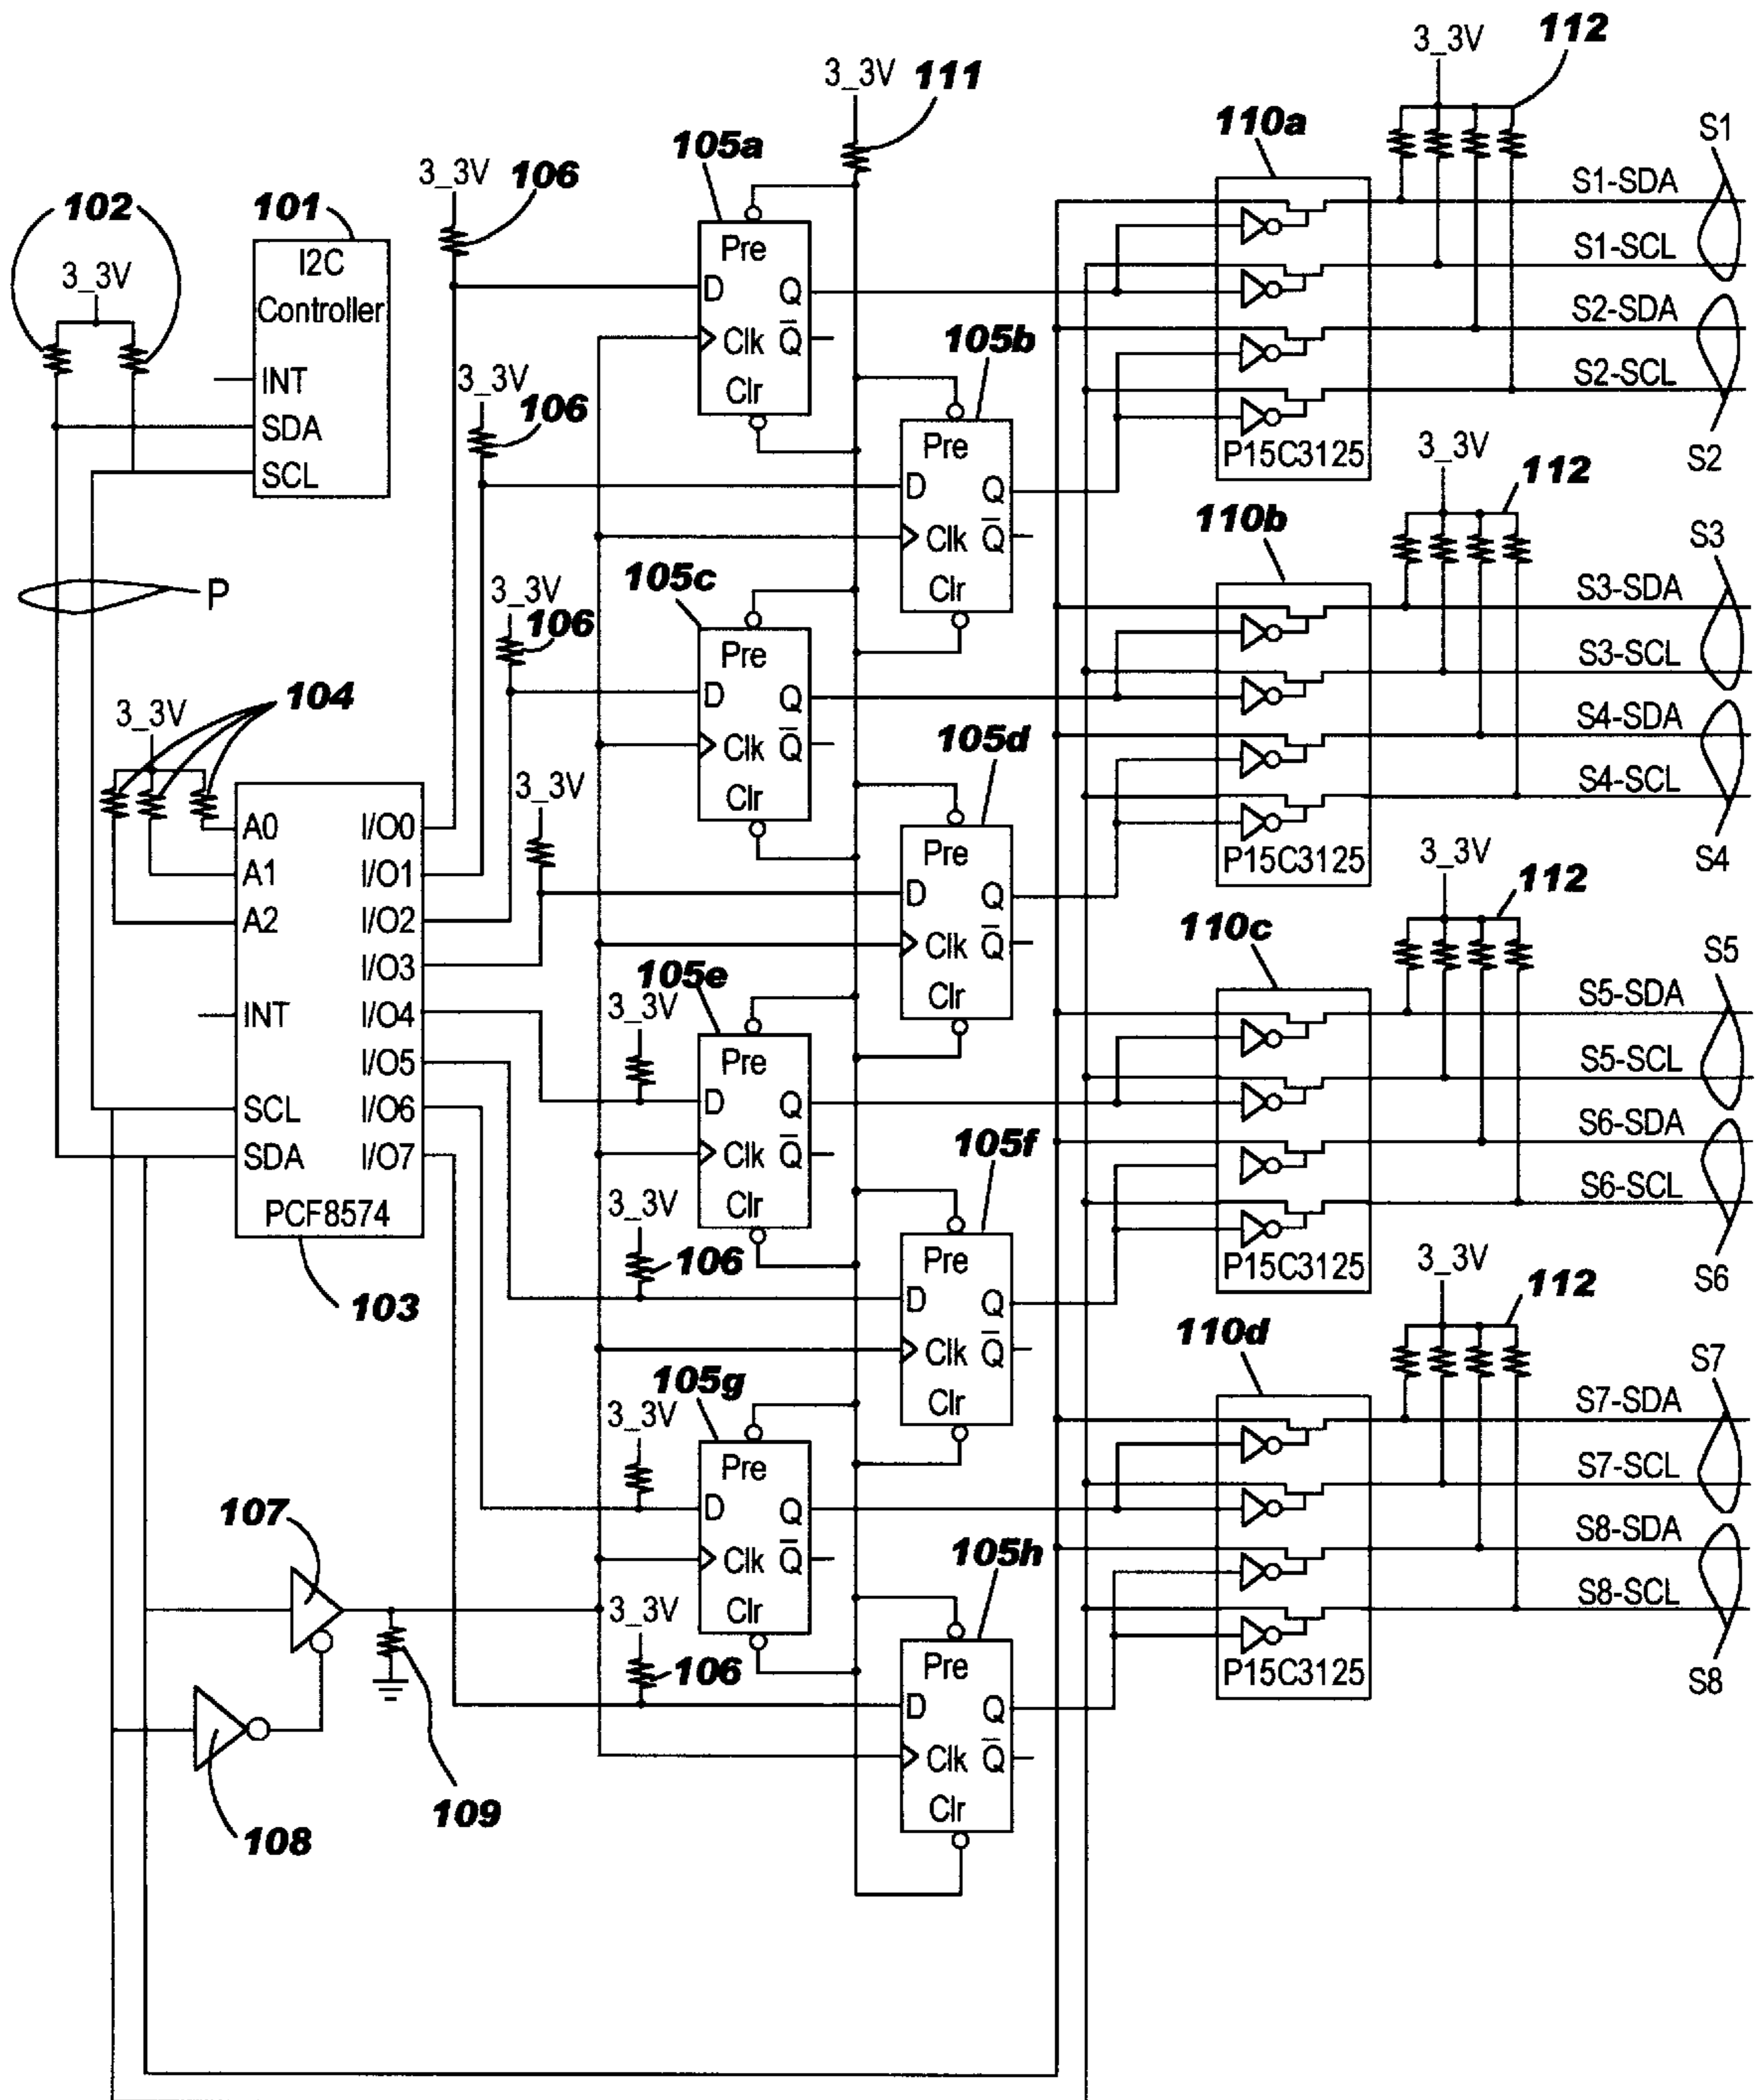 3_3V
112
3_3V
111
110a
S1
105a
3_3V
106
102
101
S1-SDA
I2C
Controller
Pre
S1-SCL
3_3V
D
Q
S2-SDA
Clk
Q̅
105b
INT
3_3V
Clr
S2-SCL
SDA
106
Pre
P15C3125
3_3V
S2
SCL
D
Q
112
110b
Clk
Q̅
S3
P
105c
Clr
S3-SDA
3_3V
106
Pre
S3-SCL
D
Q
104
3_3V
S4-SDA
Clk
Q̅
105d
3_3V
Clr
S4-SCL
A0
I/O0
Pre
P15C3125
3_3V
S4
A1
I/O1
D
Q
112
A2
I/O2
110c
Clk
Q̅
S5
I/O3
105e
3_3V
Clr
S5-SDA
INT
I/O4
Pre
S5-SCL
I/O5
D
Q
SCL
I/O6
S6-SDA
105f
SDA
I/O7
Clk
Q̅
S6-SCL
3_3V
Clr
PCF8574
106
Pre
P15C3125
3_3V
S6
103
D
Q
112
110d
Clk
Q̅
S7
105g
3_3V
Clr
S7-SDA
Pre
S7-SCL
107
D
Q
S8-SDA
Clk
Q̅
105h
S8-SCL
3_3V
Clr
106
Pre
P15C3125
S8
D
Q
Clk
Q̅
109
Clr
108